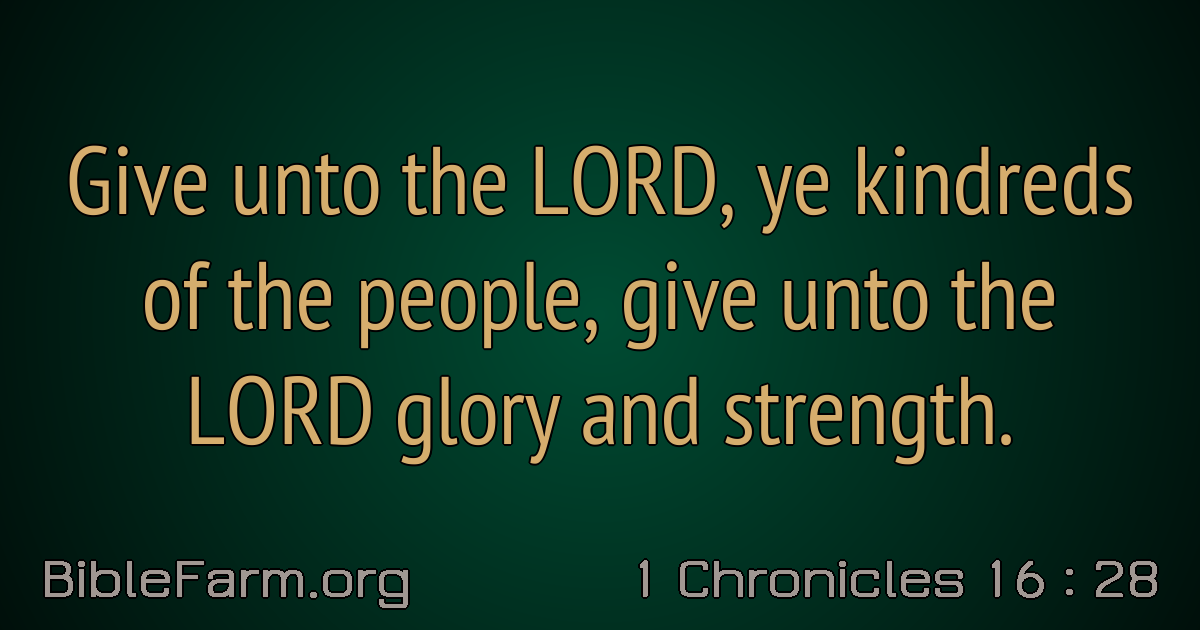 Give unto the LORD, ye kindreds
of the people, give unto the
LORD glory and strength.
BibleFarm.org
1 Chronicles 16 : 28